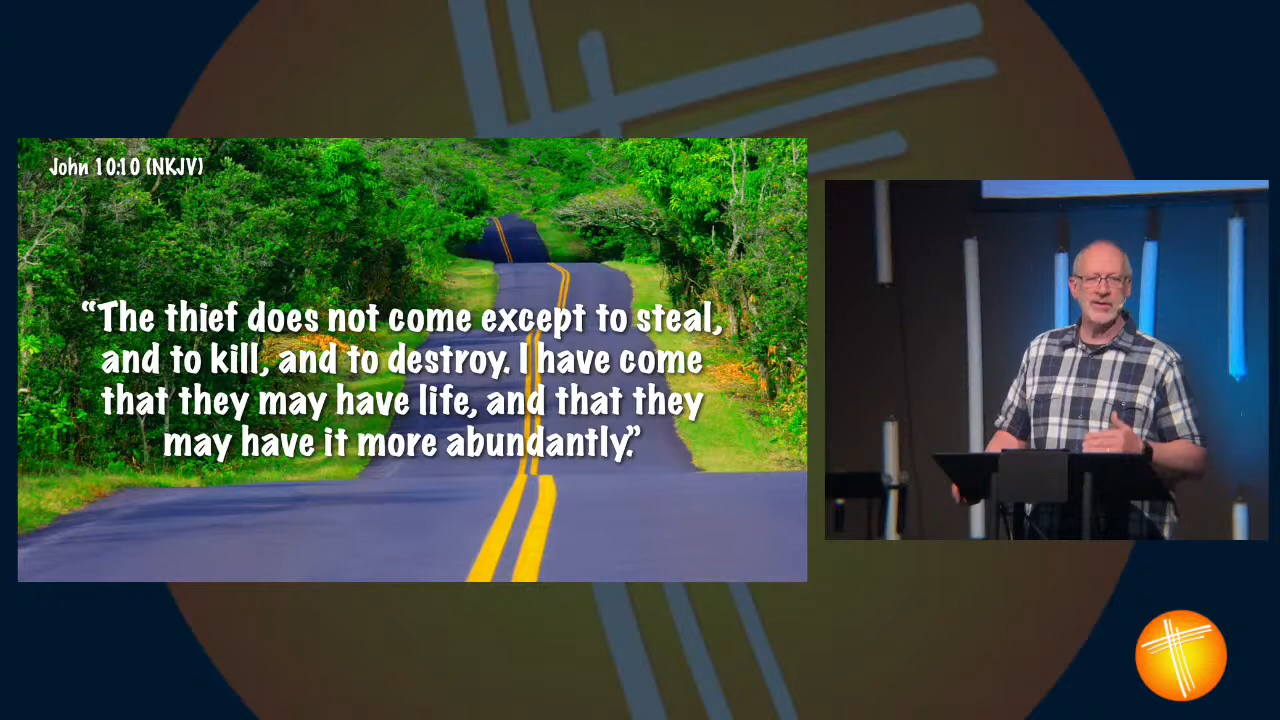 John 10:10 (NKJV)
“The thief does not come except to steal,
and to kill, and to destroy. I have come
that they may have life, and that they
may have it more abundantly.”